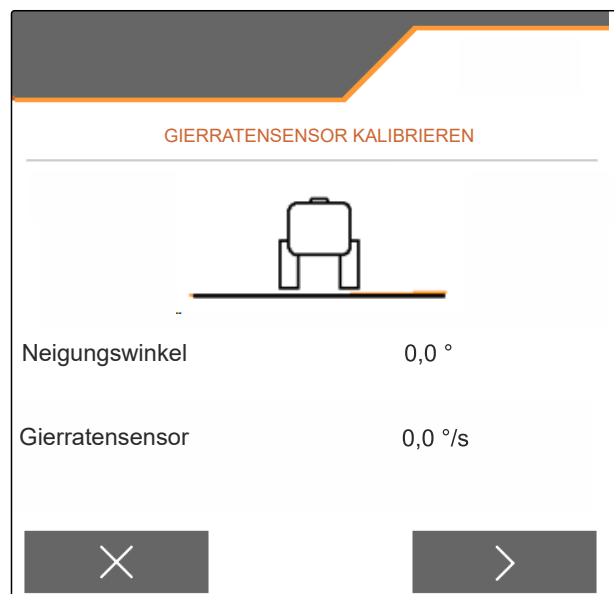 GIERRATENSENSOR KALIBRIEREN
Neigungswinkel 0,0 °
Gierratensensor 0,0 °/s